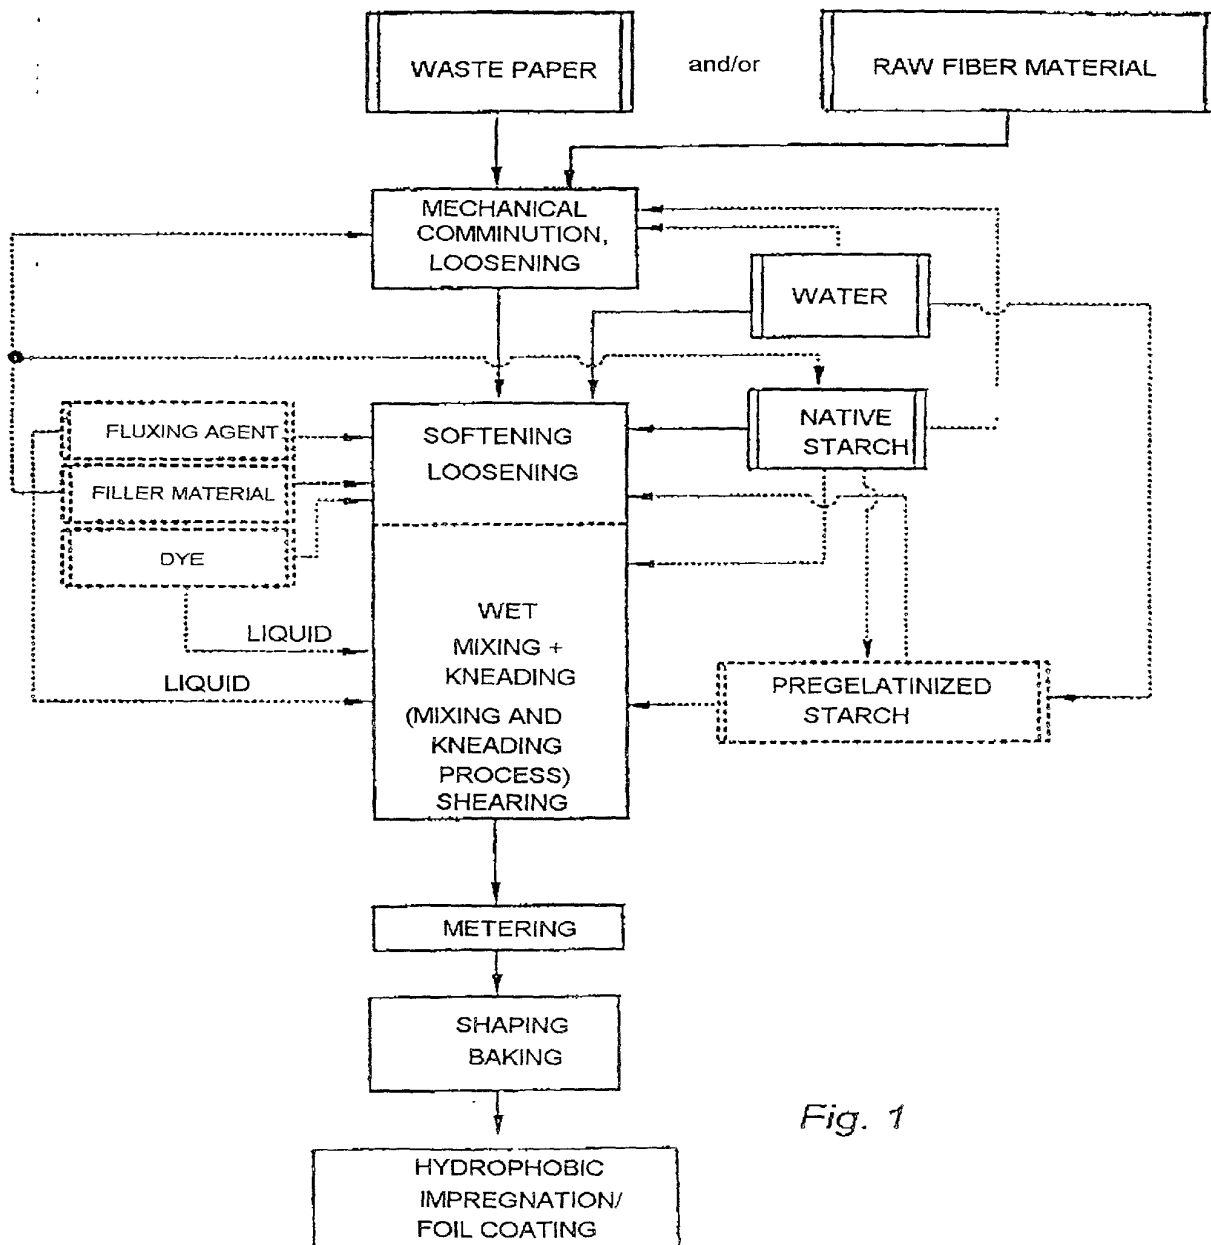 WASTE PAPER
and/or
RAW FIBER MATERIAL
MECHANICAL
COMMINUTION,
LOOSENING
WATER
FLUXING AGENT
FILLER MATERIAL
DYE
SOFTENING
LOOSENING
NATIVE
STARCH
WET
MIXING +
KNEADING
(MIXING AND
KNEADING
PROCESS)
SHEARING
LIQUID
LIQUID
PREGELATINIZED
STARCH
METERING
SHAPING
BAKING
Fig. 1
HYDROPHOBIC
IMPREGNATION/
FOIL COATING